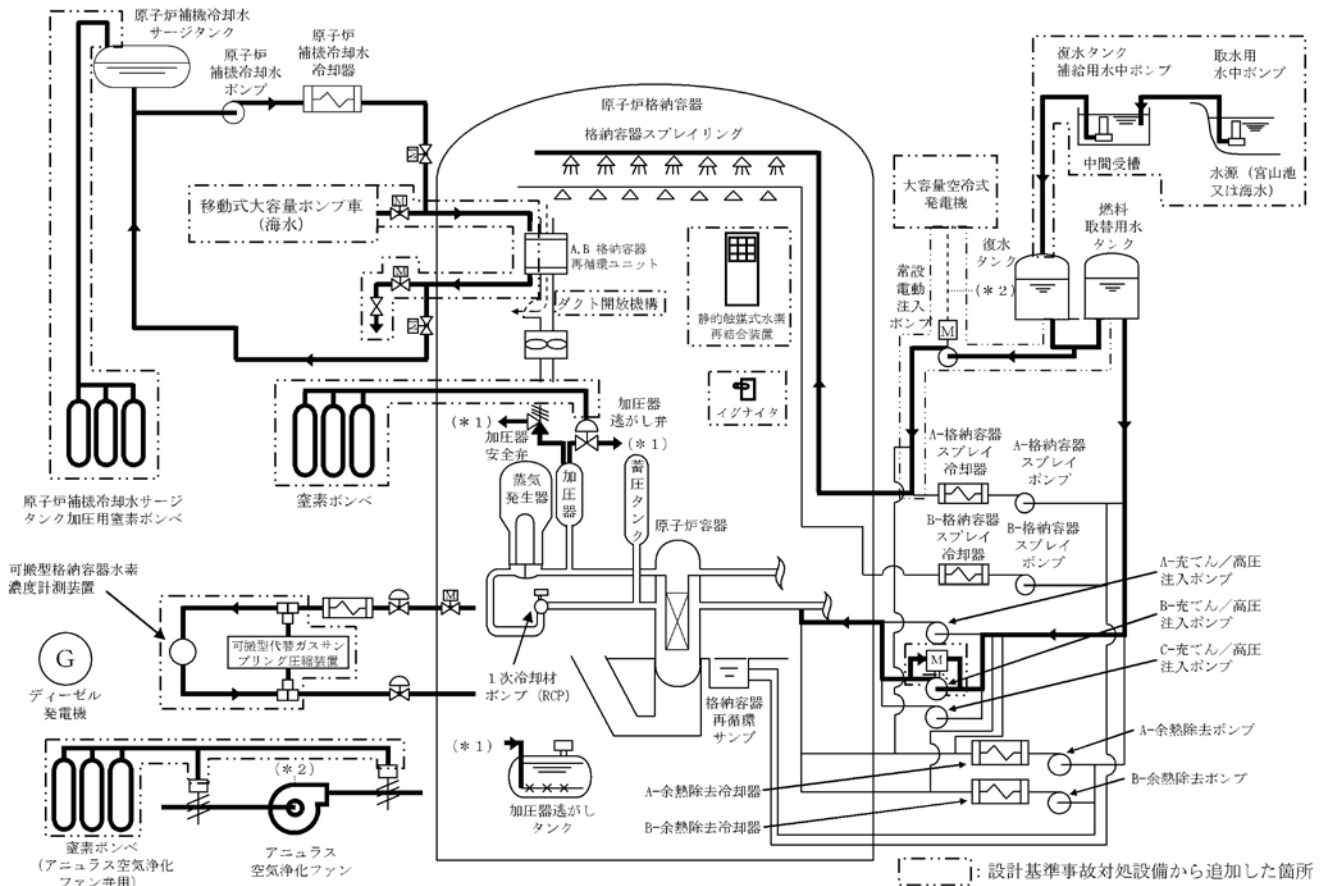 原子炉補機冷却水
サージタンク
原子炉
補機冷却水
ポンプ
原子炉
補機冷却水
冷却器
原子炉格納容器
格納容器スプレイリング
復水タンク
補給用水中ポンプ
取水用
水中ポンプ
中間受槽
水源（宮山池
又は海水）
大容量空冷式
発電機
燃料
取替用水
タンク
復水
タンク
常設
電動
注入
ポンプ
(＊2)
M
M
移動式大容量ポンプ車
（海水）
M
A,B 格納容器
再循環ユニット
ダクト開放機構
静的触媒式水素
再結合装置
イグナイタ
(＊1)
加圧器
安全弁
加圧器
逃がし弁
(＊1)
窒素ボンベ
原子炉補機冷却水サージ
タンク加圧用窒素ボンベ
蒸気
発生器
加圧器
蓄圧タンク
原子炉容器
A-格納容器
スプレイ
冷却器
A-格納容器
スプレイ
ポンプ
B-格納容器
スプレイ
冷却器
B-格納容器
スプレイ
ポンプ
A-充てん／高圧
注入ポンプ
B-充てん／高圧
注入ポンプ
C-充てん／高圧
注入ポンプ
M
可搬型格納容器水素
濃度計測装置
M
可搬型代替ガスサン
プリング圧縮装置
G
ディーゼル
発電機
1次冷却材
ポンプ（RCP）
格納容器
再循環
サンプ
(＊1)
加圧器逃がし
タンク
A-余熱除去ポンプ
B-余熱除去ポンプ
A-余熱除去冷却器
B-余熱除去冷却器
(＊2)
窒素ボンベ
(アニュラス空気浄化
ファン弁用)
アニュラス
空気浄化ファン
：設計基準事故対処設備から追加した箇所